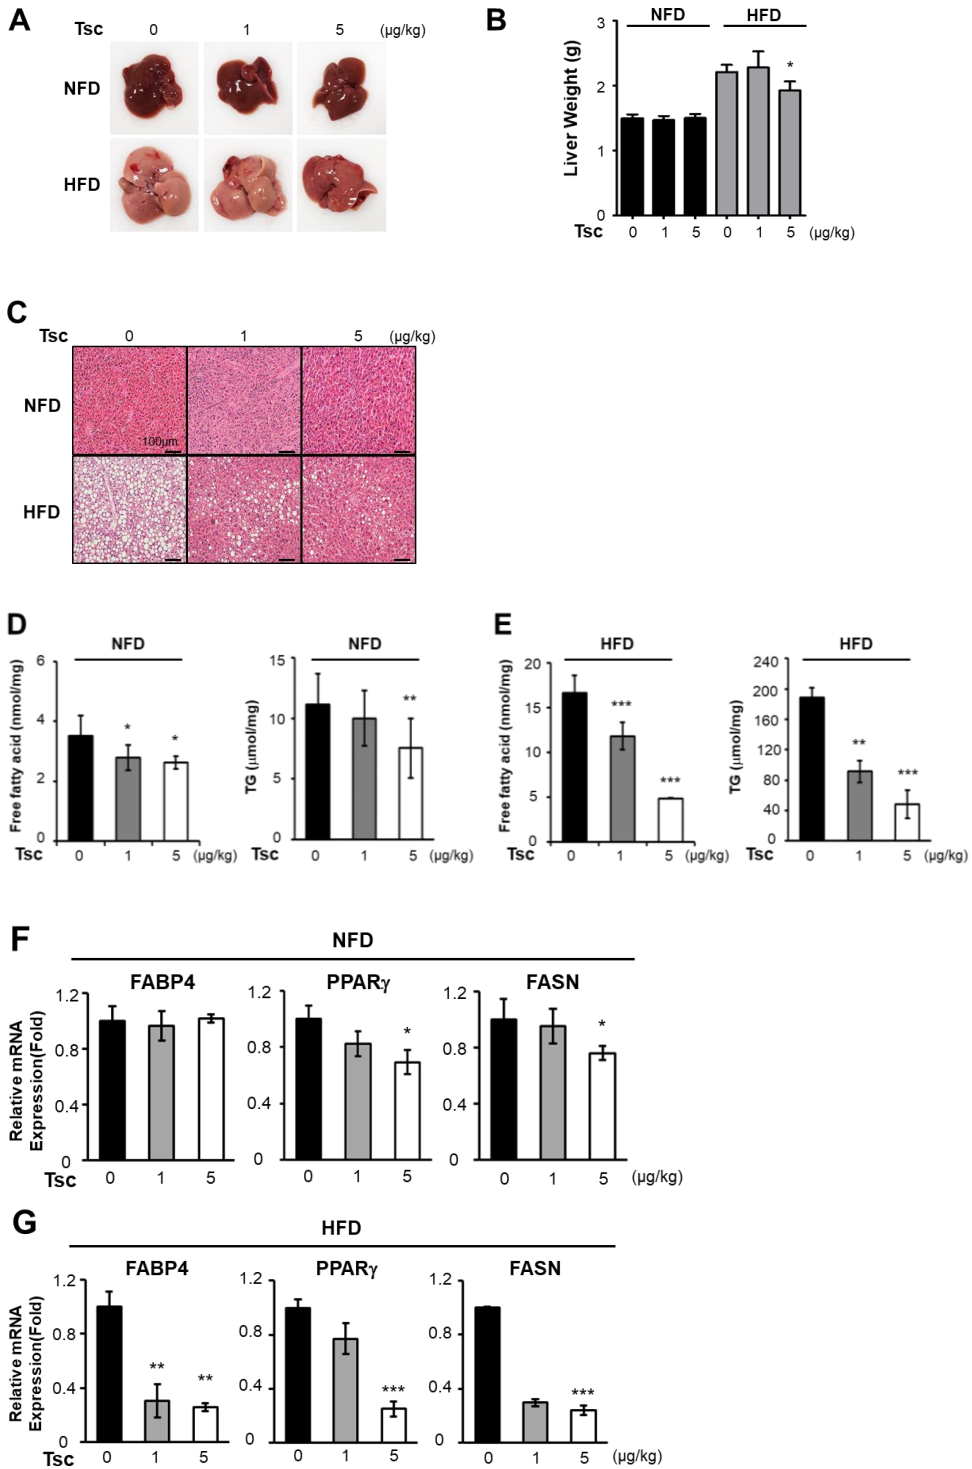 A
Tsc 0 1 5 (µg/kg)
NFD
HFD
B
NFD HFD
Liver Weight (g)
3
2
1
0
*
Tsc 0 1 5 0 1 5 (µg/kg)
C
Tsc 0 1 5 (µg/kg)
NFD
100µm
HFD
D
NFD
Free fatty acid (nmol/mg)
6
4
2
0
* *
Tsc 0 1 5 (µg/kg)
NFD
TG (µmol/mg)
15
10
5
0
**
Tsc 0 1 5 (µg/kg)
E
HFD
Free fatty acid (nmol/mg)
20
15
10
5
0
*** ***
Tsc 0 1 5 (µg/kg)
HFD
TG (µmol/mg)
240
200
160
120
80
40
0
** ***
Tsc 0 1 5 (µg/kg)
F
NFD
FABP4 PPARγ FASN
Relative mRNA
Expression(Fold)
1.2 1.2 1.2
0.8 0.8 0.8
0.4 0.4 0.4
0 0 0
* *
Tsc 0 1 5 0 1 5 0 1 5 (µg/kg)
G
HFD
FABP4 PPARγ FASN
Relative mRNA
Expression(Fold)
1.2 1.2 1.2
0.8 0.8 0.8
0.4 0.4 0.4
0 0 0
** ** *** ***
Tsc 0 1 5 0 1 5 0 1 5 (µg/kg)